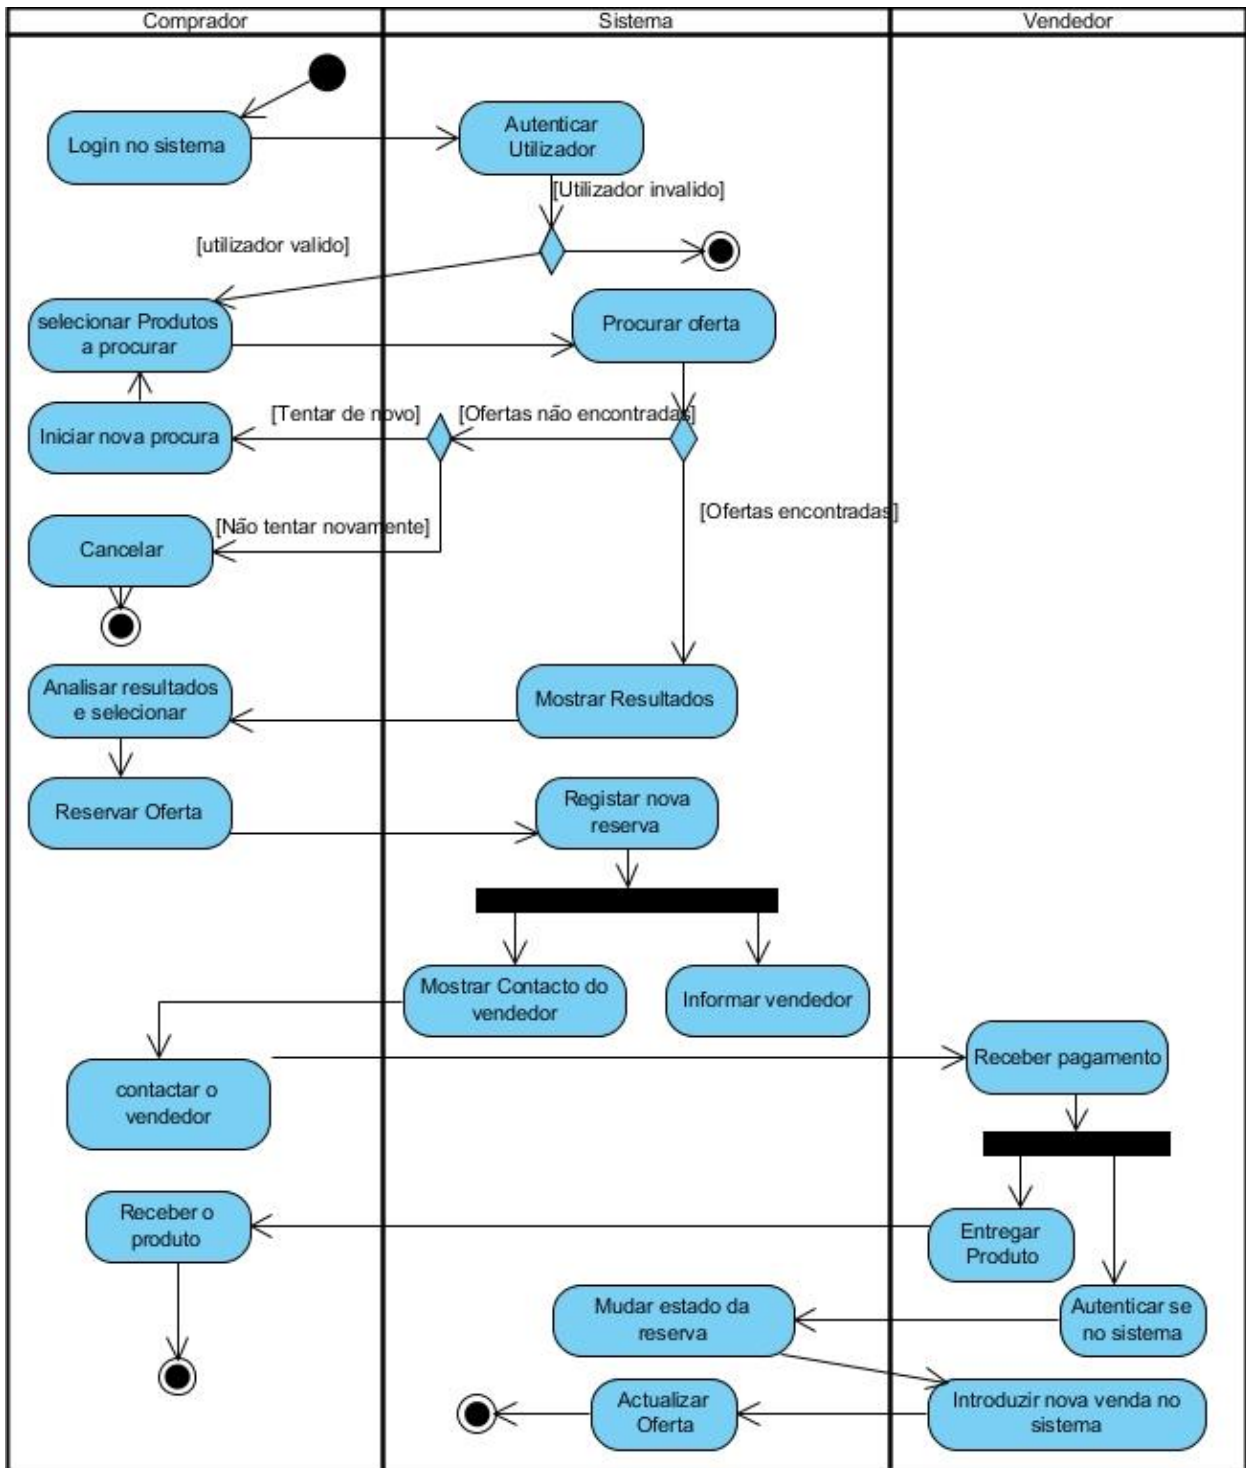 Comprador
Sistema
Vendedor
Login no sistema
Autenticar
Utilizador
[Utilizador invalido]
[utilizador valido]
selecionar Produtos
a procurar
Procurar oferta
[Tentar de novo]
[Ofertas não encontradas]
Iniciar nova procura
[Ofertas encontradas]
[Não tentar novamente]
Cancelar
Analisar resultados
e selecionar
Mostrar Resultados
Reservar Oferta
Registar nova
reserva
Mostrar Contacto do
vendedor
Informar vendedor
Receber pagamento
contactar o
vendedor
Receber o
produto
Entregar
Produto
Mudar estado da
reserva
Autenticar se
no sistema
Actualizar
Oferta
Introduzir nova venda no
sistema